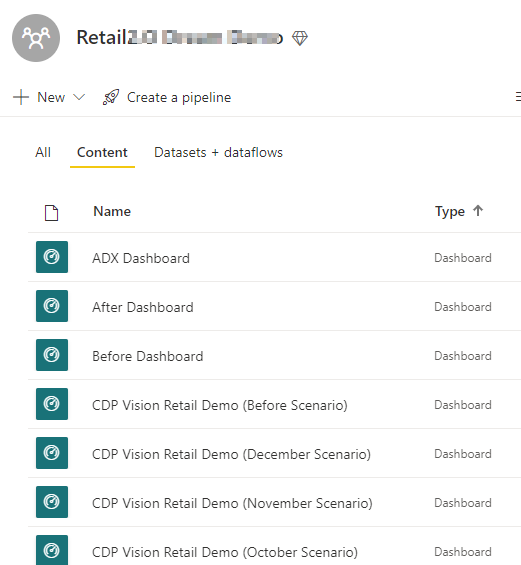 Retail
New
Create a pipeline
All Content Datasets + dataflows
Name Type
ADX Dashboard Dashboard
After Dashboard Dashboard
Before Dashboard Dashboard
CDP Vision Retail Demo (Before Scenario) Dashboard
CDP Vision Retail Demo (December Scenario) Dashboard
CDP Vision Retail Demo (November Scenario) Dashboard
CDP Vision Retail Demo (October Scenario) Dashboard